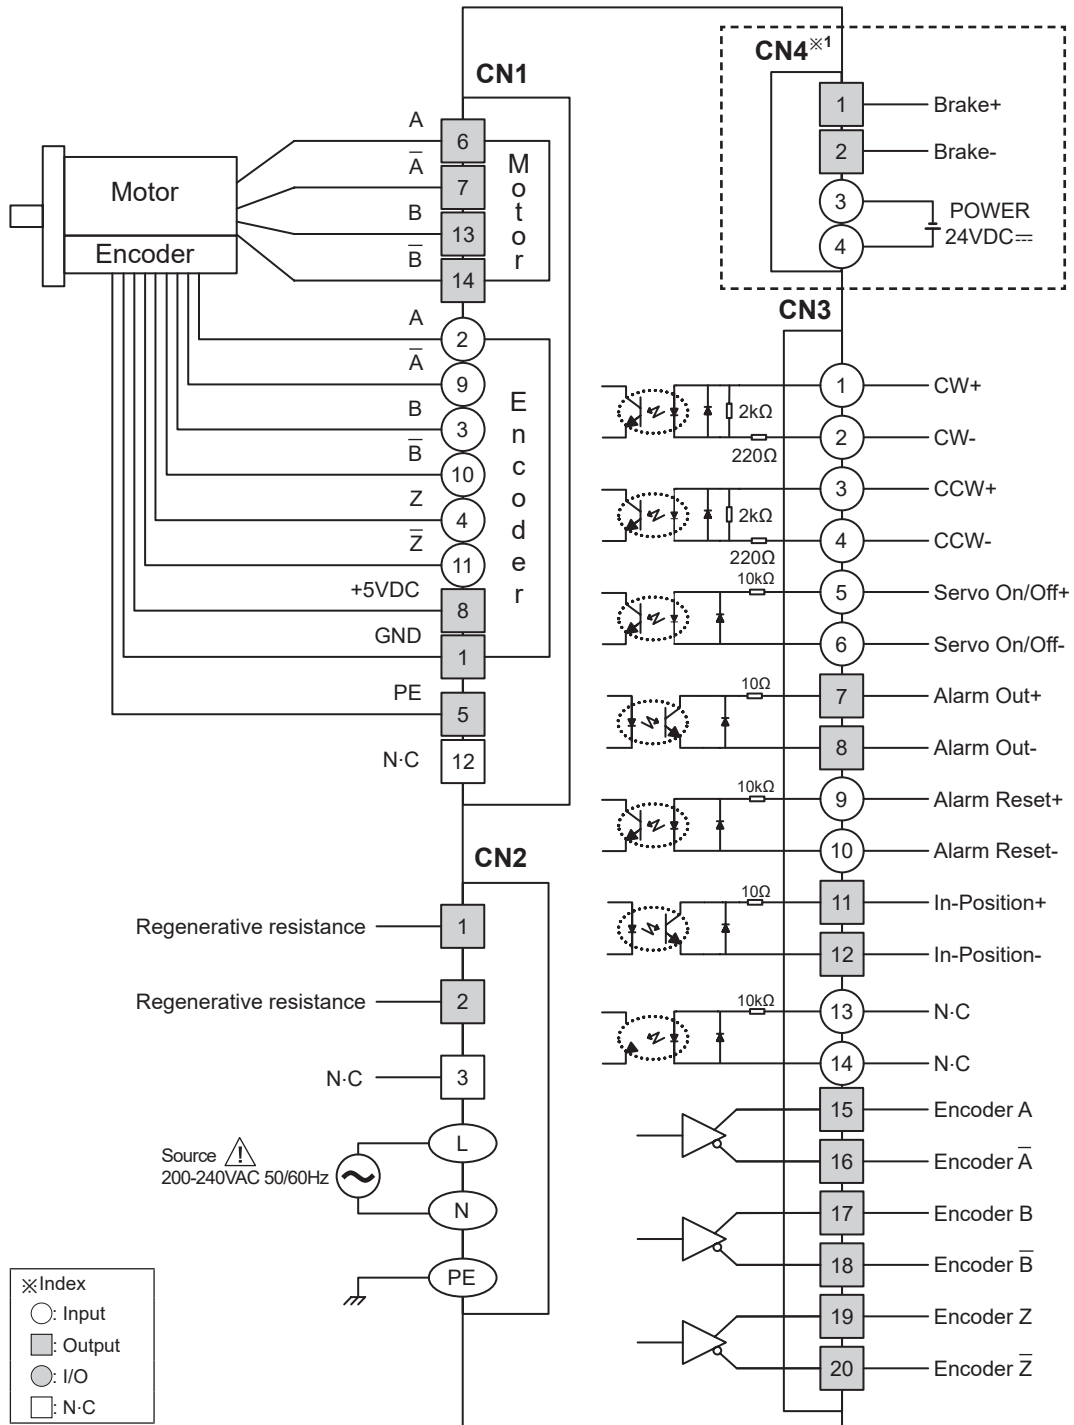 CN1
Motor
Encoder
A
6
A̅
7
B
13
B̅
14
Motor
A
2
A̅
9
B
3
B̅
10
Z
4
Z̅
11
+5VDC
8
GND
1
Encoder
PE
5
N·C
12
CN2
Regenerative resistance
1
Regenerative resistance
2
N·C
3
L
Source
200-240VAC 50/60Hz
N
PE
※Index
: Input
: Output
: I/O
: N·C
CN4※1
1
Brake+
2
Brake-
3
4
POWER
24VDC⎓
CN3
1
CW+
2kΩ
2
CW-
220Ω
3
CCW+
2kΩ
4
CCW-
220Ω
10kΩ
5
Servo On/Off+
6
Servo On/Off-
10Ω
7
Alarm Out+
8
Alarm Out-
10kΩ
9
Alarm Reset+
10
Alarm Reset-
10Ω
11
In-Position+
12
In-Position-
10kΩ
13
N·C
14
N·C
15
Encoder A
16
Encoder A̅
17
Encoder B
18
Encoder B̅
19
Encoder Z
20
Encoder Z̅